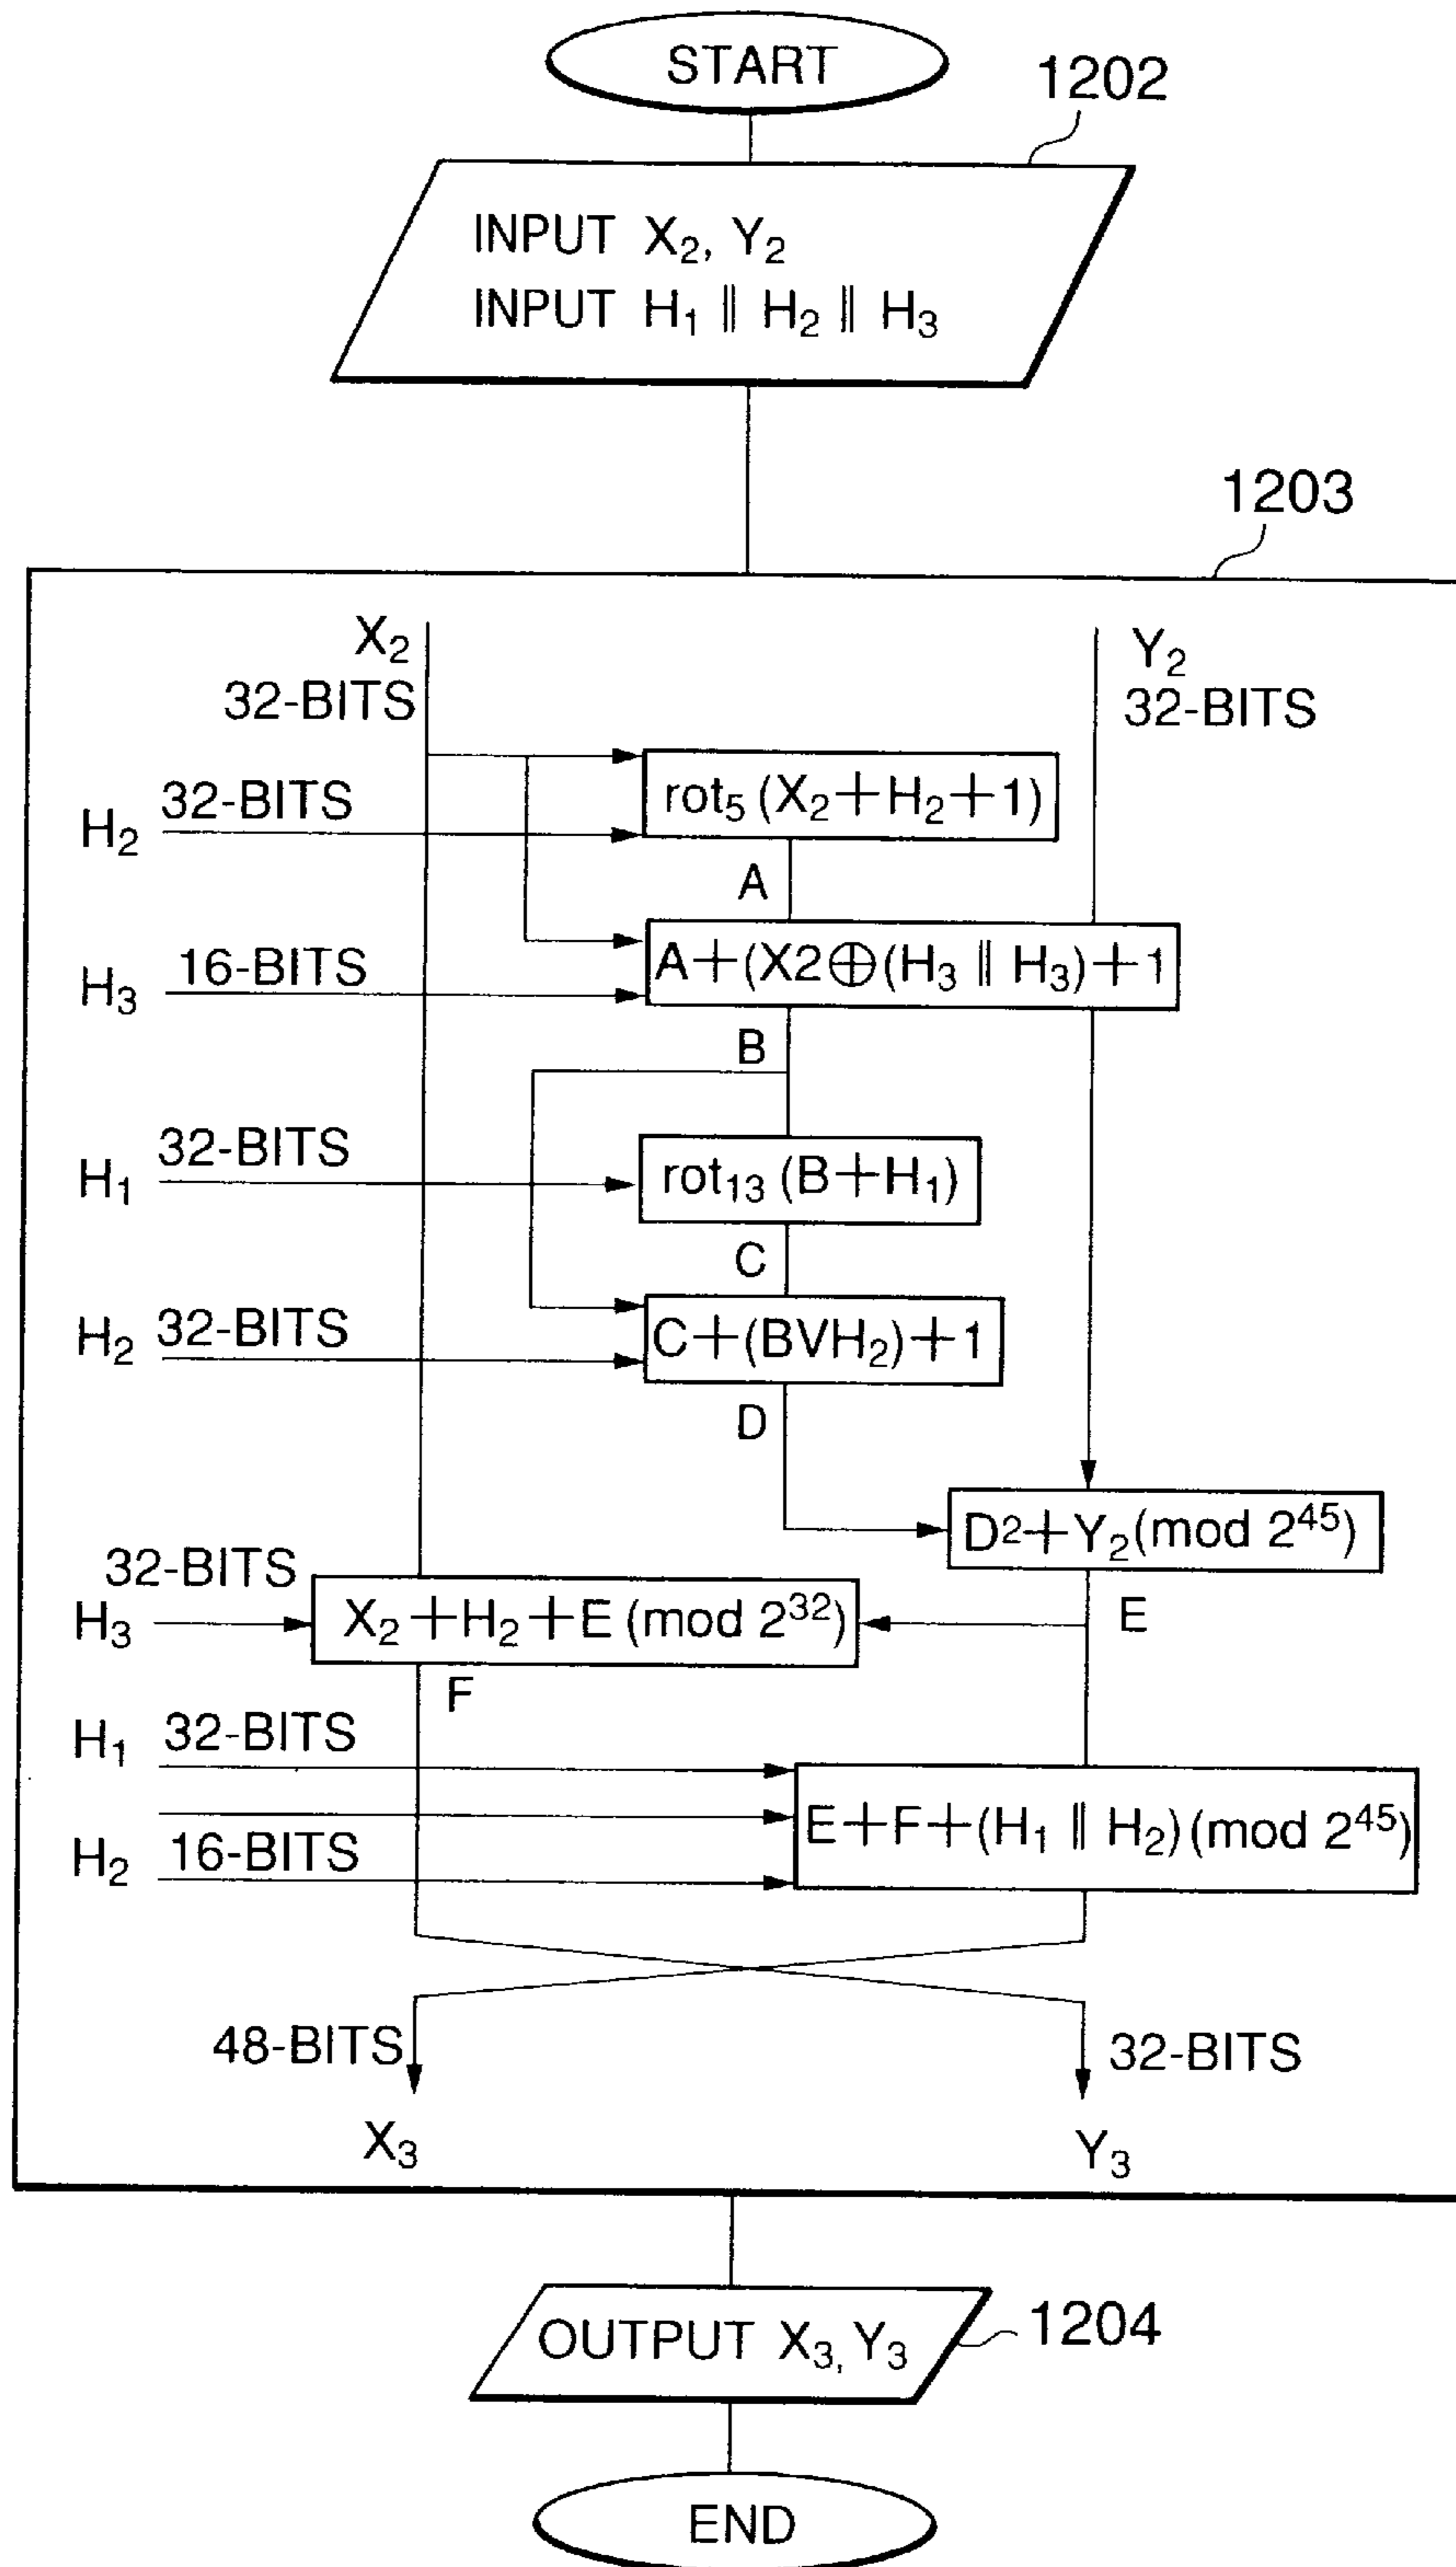 START
1202
INPUT X₂, Y₂
INPUT H₁ ∥ H₂ ∥ H₃
1203
X₂
32-BITS
Y₂
32-BITS
rot₅ (X₂+H₂+1)
H₂ 32-BITS
A
A+(X2⊕(H₃ ∥ H₃)+1
H₃ 16-BITS
B
H₁ 32-BITS
rot₁₃ (B+H₁)
C
H₂ 32-BITS
C+(BVH₂)+1
D
D²+Y₂(mod 2⁴⁵)
32-BITS
H₃
X₂+H₂+E (mod 2³²)
E
F
H₁ 32-BITS
E+F+(H₁ ∥ H₂)(mod 2⁴⁵)
H₂ 16-BITS
48-BITS
32-BITS
X₃
Y₃
OUTPUT X₃, Y₃
1204
END